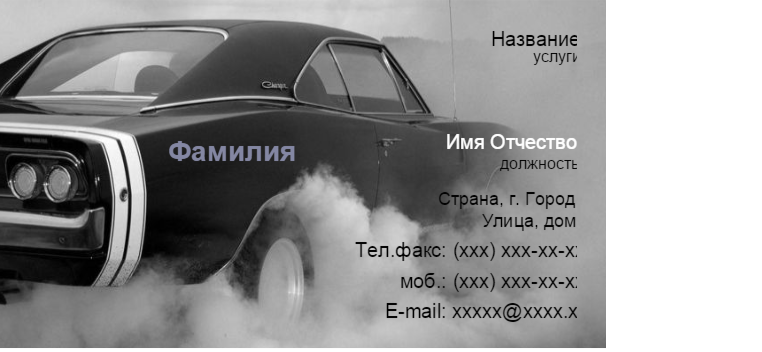 Название
услуги
Фамилия
Имя Отчество
должность
Страна, г. Город
Улица, дом
Тел.факс: (xxx) xxx-xx-x
моб.: (xxx) xxx-xx-x
E-mail: xxxxx@xxxx.x